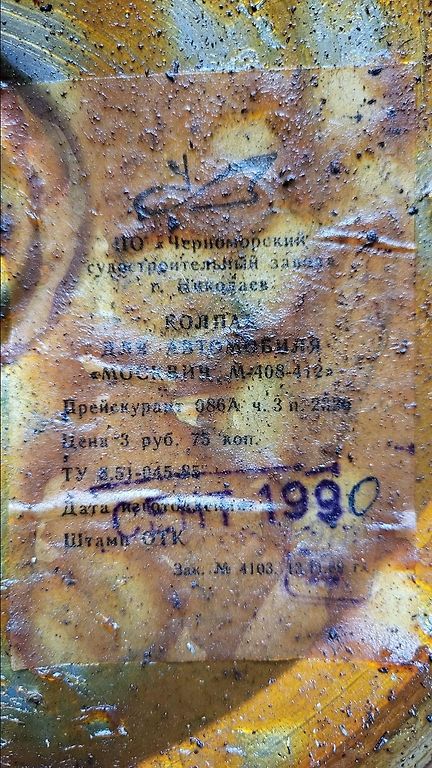 ПО «Черноморский
судостроительный завод»
г. Николаев
КОЛПАК
ДЛЯ АВТОМОБИЛЯ
«МОСКВИЧ М-408-412»
Прейскурант 086А ч. 3 п.
Цена 3 руб. 75 коп.
ТУ
Дата изготовления
1990
Штамп ОТК
Зак. № 4103.